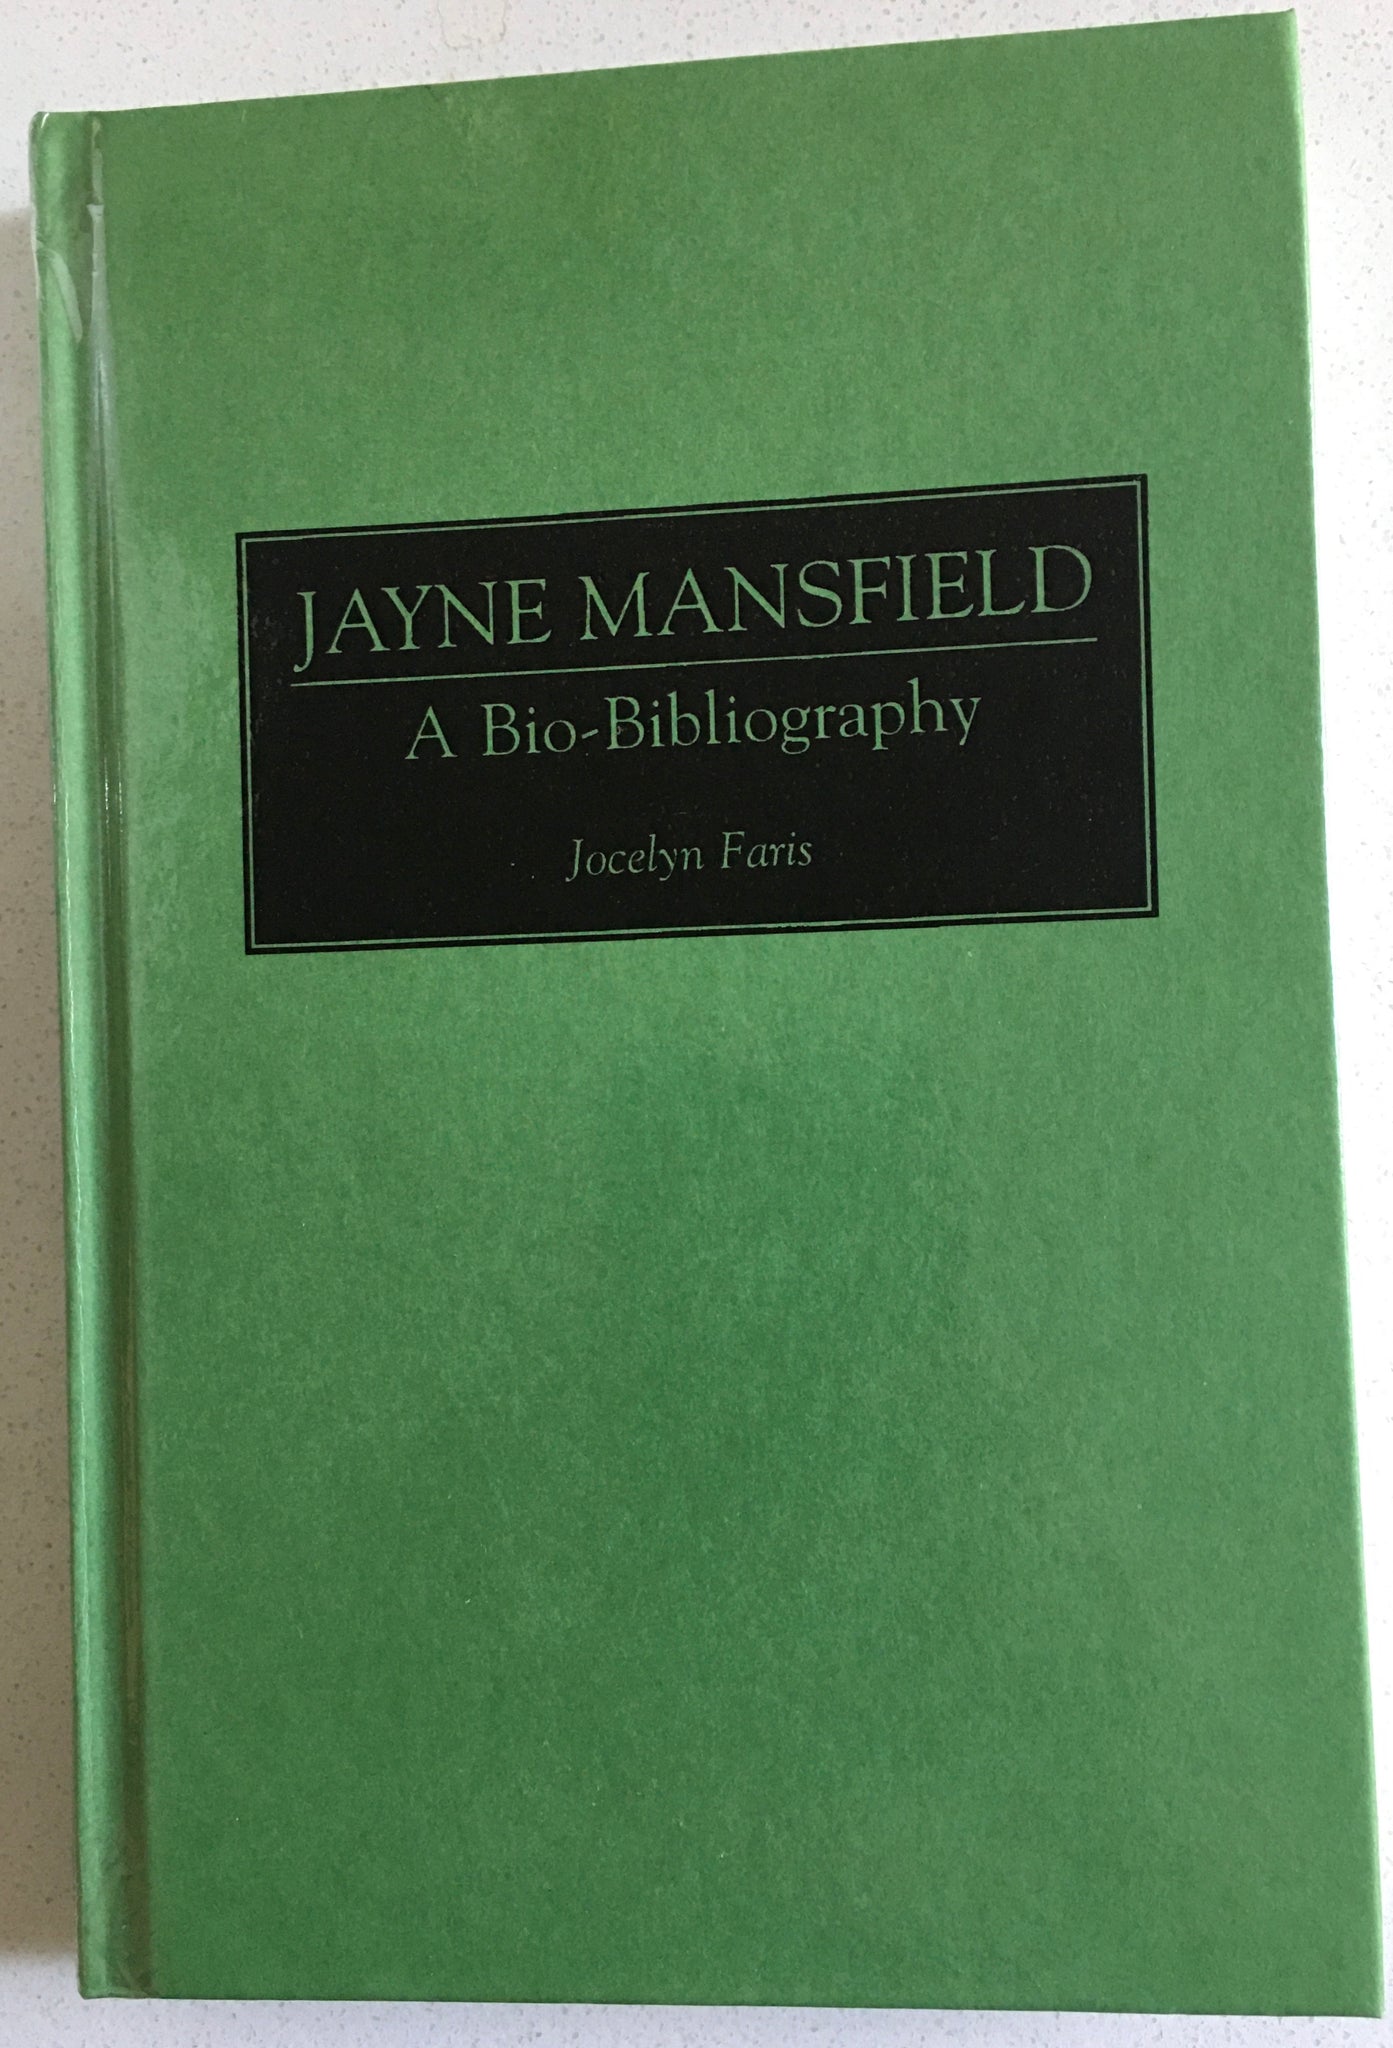 JAYNE MANSFIELD
A Bio-Bibliography
Jocelyn Faris